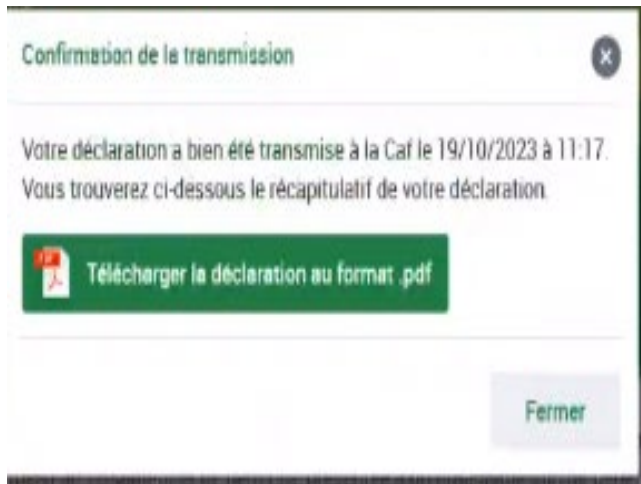 Confirmation de la transmission
Votre déclaration a bien été transmise à la Caf le 19/10/2023 à 11:17.
Vous trouverez ci-dessous le récapitulatif de votre déclaration.
PDF
Télécharger la déclaration au format .pdf
Fermer